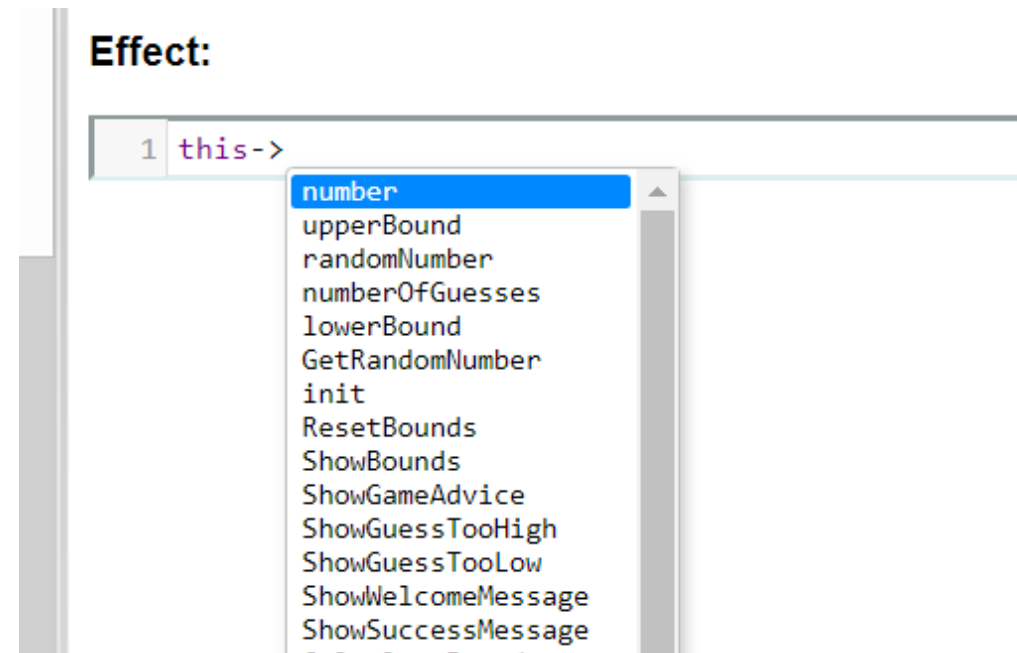 Effect:
1 this->
number
upperBound
randomNumber
numberOfGuesses
lowerBound
GetRandomNumber
init
ResetBounds
ShowBounds
ShowGameAdvice
ShowGuessTooHigh
ShowGuessTooLow
ShowWelcomeMessage
ShowSuccessMessage